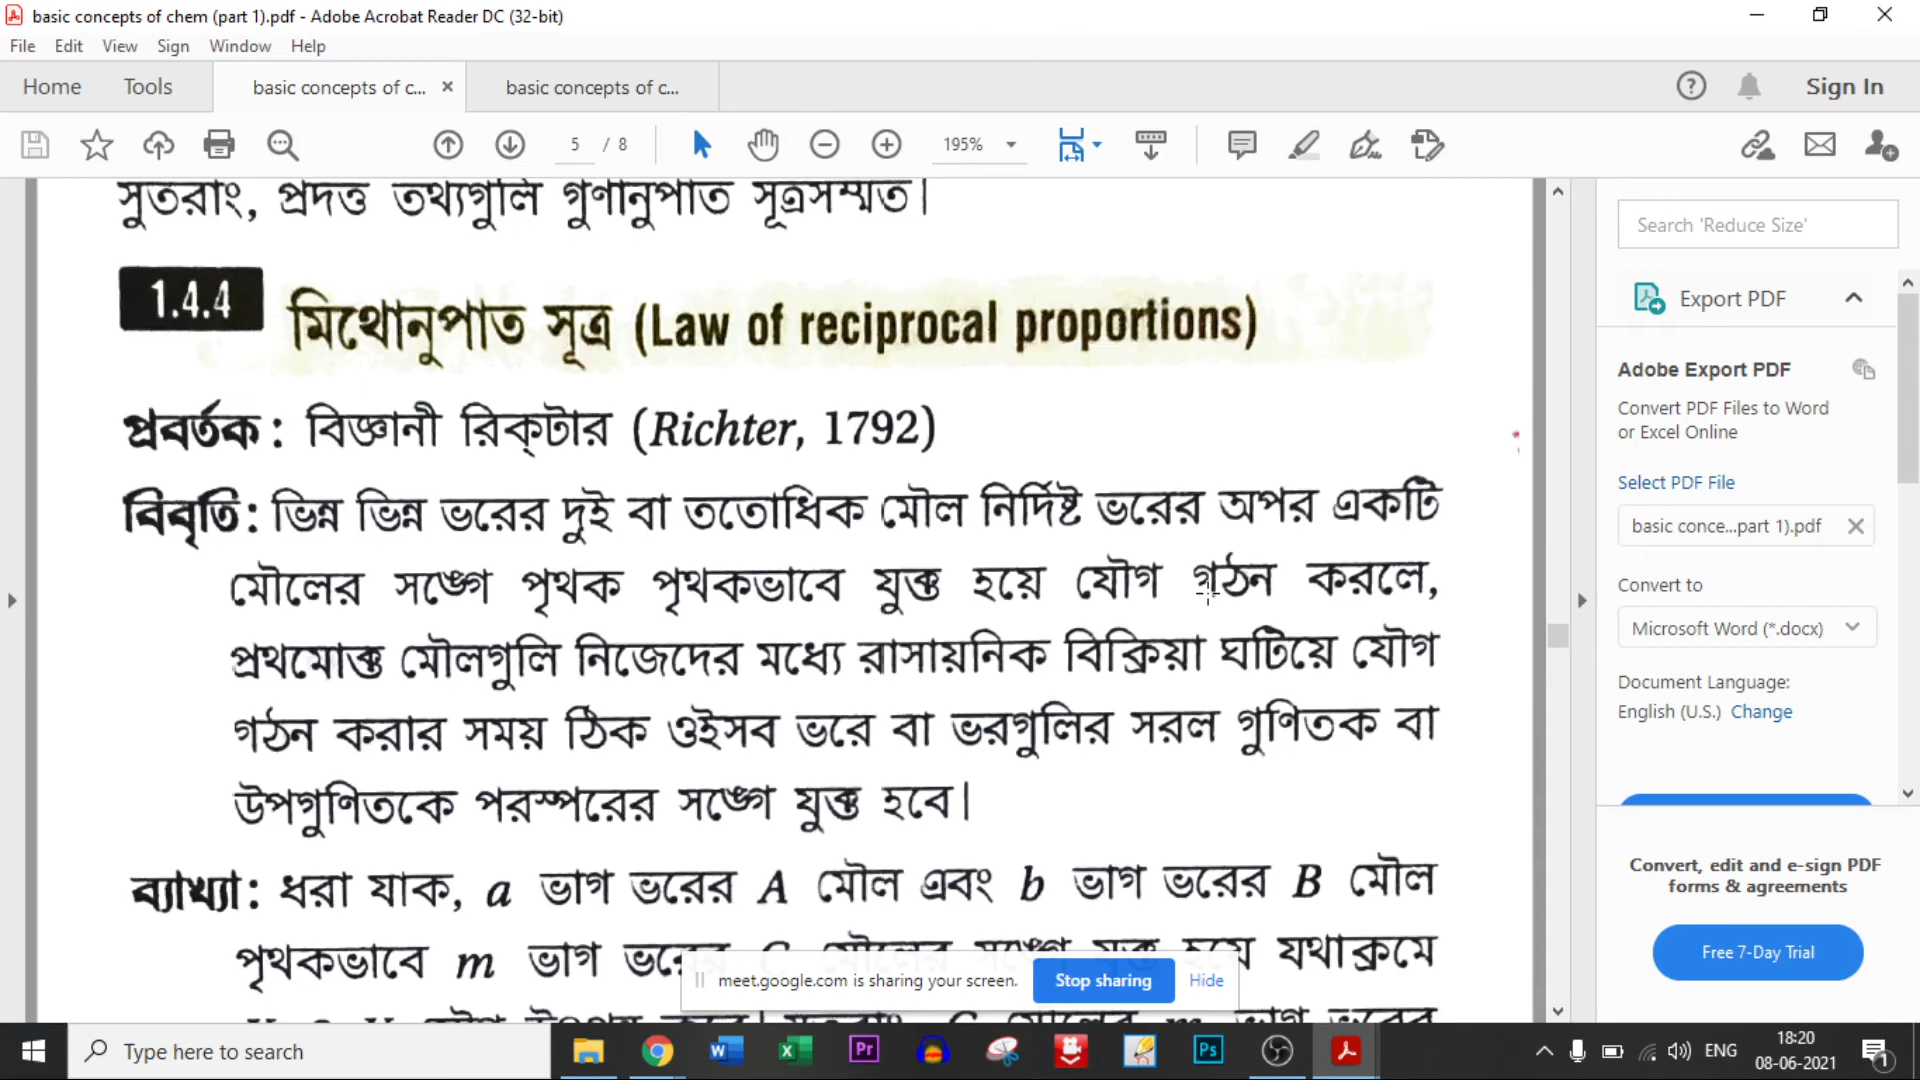 basic concepts of chem (part 1).pdf - Adobe Acrobat Reader DC (32-bit)
File Edit View Sign Window Help
Home Tools basic concepts of c... basic concepts of c... Sign In
5 / 8 195%
সুতরাং, প্রদত্ত তথ্যগুলি গুণানুপাত সূত্রসম্মত।
1.4.4 মিথোনুপাত সূত্র (Law of reciprocal proportions)
প্রবর্তক : বিজ্ঞানী রিক্‌টার (Richter, 1792)
বিবৃতি : ভিন্ন ভিন্ন ভরের দুই বা ততোধিক মৌল নির্দিষ্ট ভরের অপর একটি
মৌলের সঙ্গে পৃথক পৃথকভাবে যুক্ত হয়ে যৌগ গঠন করলে,
প্রথমোক্ত মৌলগুলি নিজেদের মধ্যে রাসায়নিক বিক্রিয়া ঘটিয়ে যৌগ
গঠন করার সময় ঠিক ওইসব ভরে বা ভরগুলির সরল গুণিতক বা
উপগুণিতকে পরস্পরের সঙ্গে যুক্ত হবে।
ব্যাখ্যা : ধরা যাক, a ভাগ ভরের A মৌল এবং b ভাগ ভরের B মৌল
পৃথকভাবে m ভাগ ভরের C মৌলের সঙ্গে যুক্ত হয়ে যথাক্রমে
meet.google.com is sharing your screen. Stop sharing Hide
Search 'Reduce Size'
Export PDF
Adobe Export PDF
Convert PDF Files to Word
or Excel Online
Select PDF File
basic conce...part 1).pdf
Convert to
Microsoft Word (*.docx)
Document Language:
English (U.S.) Change
Convert, edit and e-sign PDF
forms & agreements
Free 7-Day Trial
Type here to search
ENG
18:20
08-06-2021
1